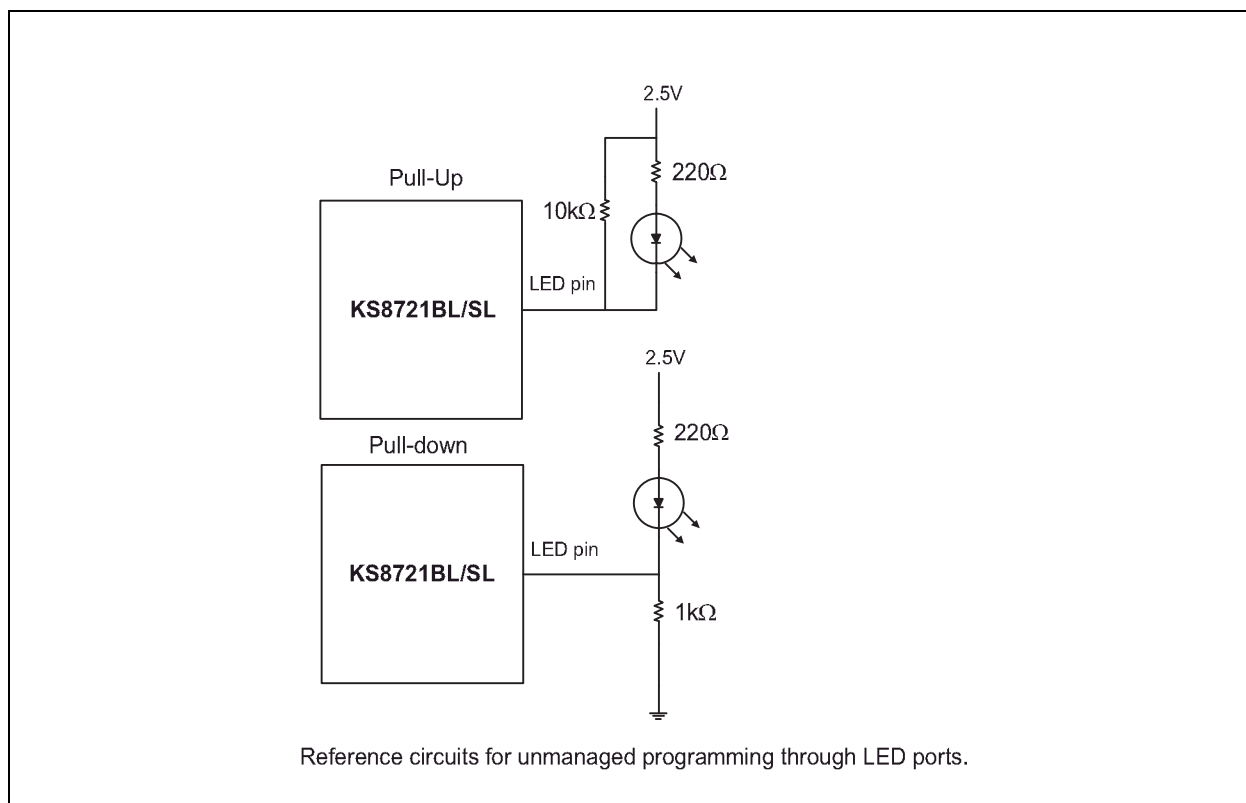 2.5V
220Ω
Pull-Up
10kΩ
LED pin
KS8721BL/SL
2.5V
220Ω
Pull-down
LED pin
KS8721BL/SL
1kΩ
Reference circuits for unmanaged programming through LED ports.